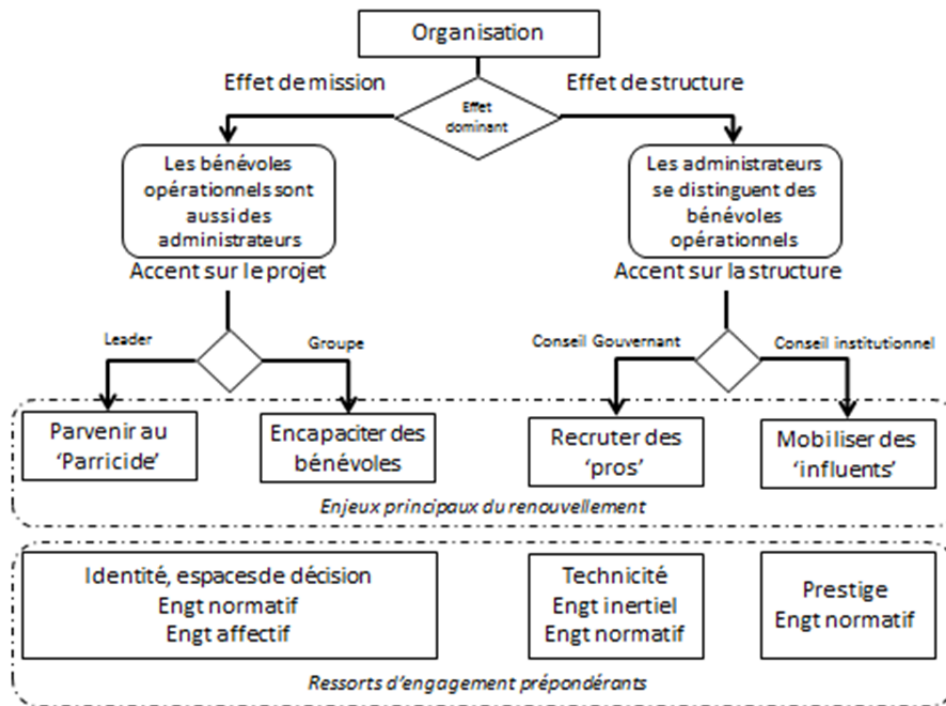 Organisation
Effet de mission
Effet de structure
Effet
dominant
Les bénévoles
opérationnels sont
aussi des
administrateurs
Les administrateurs
se distinguent des
bénévoles
opérationnels
Accent sur le projet
Accent sur la structure
Leader
Groupe
Conseil Gouvernant
Conseil institutionnel
Parvenir au
‘Parricide’
Encapaciter des
bénévoles
Recruter des
‘pros’
Mobiliser des
‘influents’
Enjeux principaux du renouvellement
Identité, espaces de décision
Engt normatif
Engt affectif
Technicité
Engt inertiel
Engt normatif
Prestige
Engt normatif
Ressorts d’engagement prépondérants